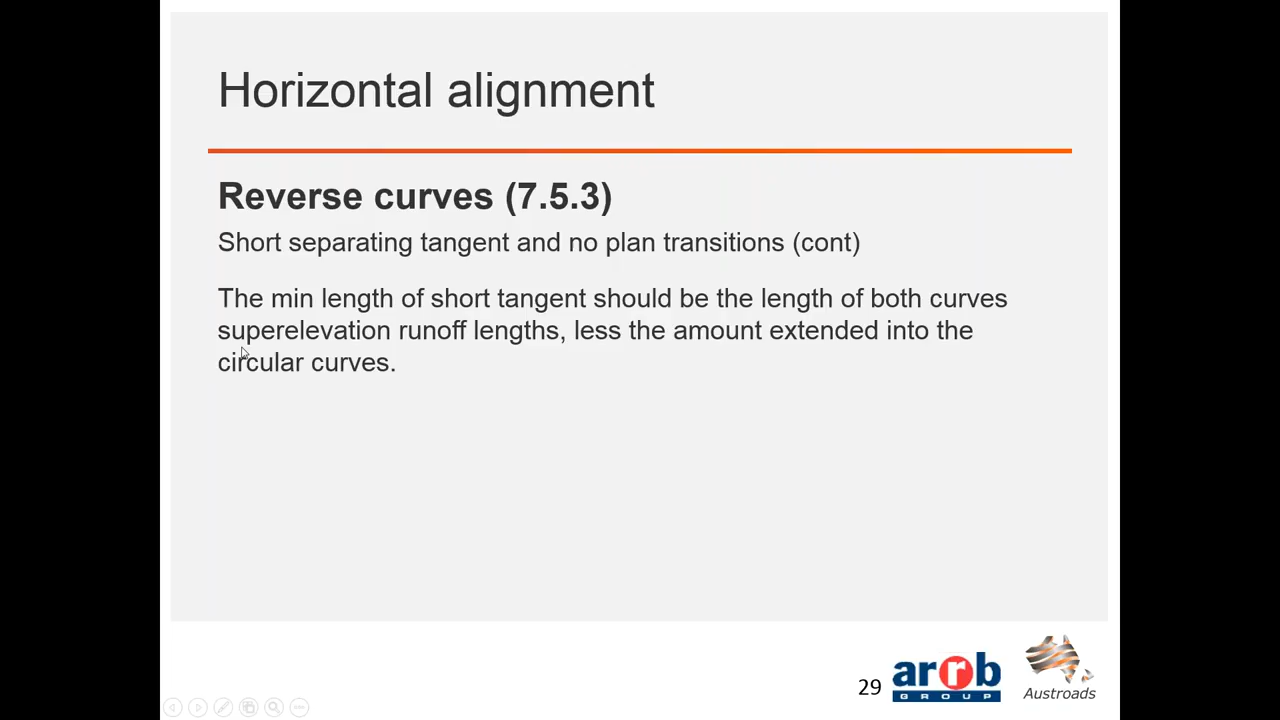 Horizontal alignment
Reverse curves (7.5.3)
Short separating tangent and no plan transitions (cont)
The min length of short tangent should be the length of both curves
superelevation runoff lengths, less the amount extended into the
circular curves.
29
arrb
GROUP
Austroads